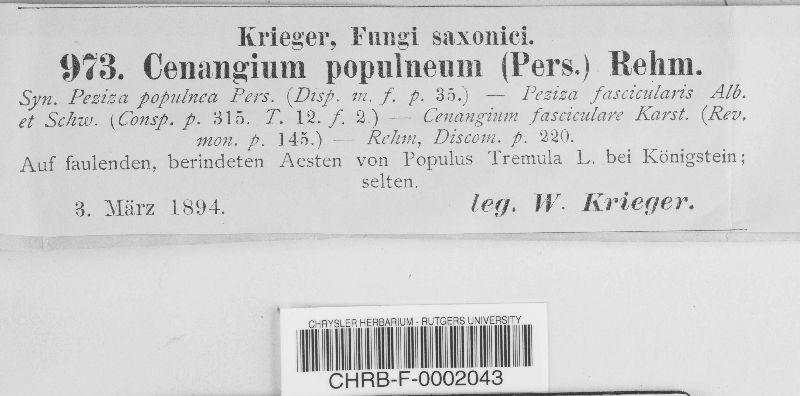 Krieger, Fungi saxonici.
973. Cenangium populneum (Pers.) Rehm.
Syn. Peziza populnea Pers. (Disp. m. f. p. 35.) — Peziza fascicularis Alb.
et Schw. (Consp. p. 315. T. 12. f. 2.) — Cenangium fasciculare Karst. (Rev.
mon. p. 145.) — Rehm, Discom. p. 220.
Auf faulenden, berindeten Aesten von Populus Tremula L. bei Königstein;
selten.
3. März 1894. leg. W. Krieger.
CHRYSLER HERBARIUM - RUTGERS UNIVERSITY
CHRB-F-0002043